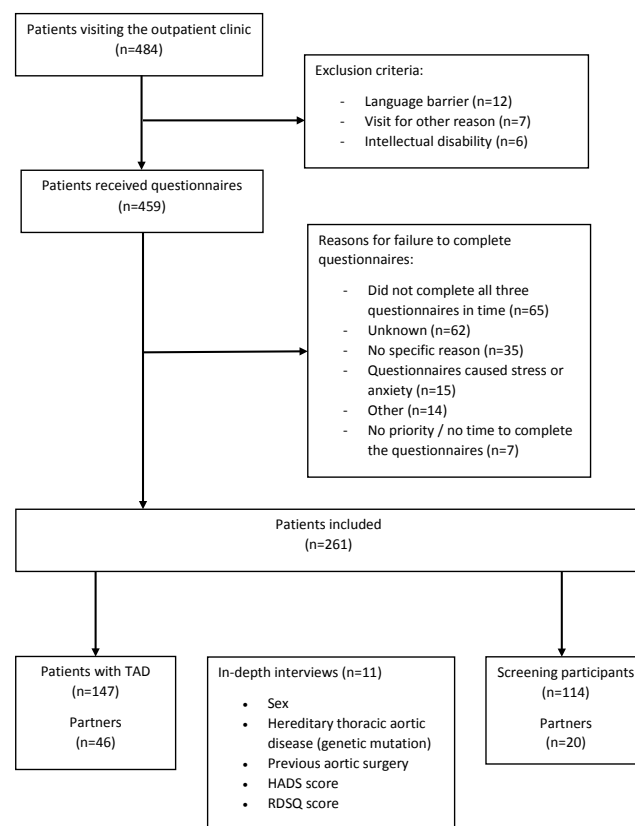 Patients visiting the outpatient clinic
(n=484)
Exclusion criteria:
- Language barrier (n=12)
- Visit for other reason (n=7)
- Intellectual disability (n=6)
Patients received questionnaires
(n=459)
Reasons for failure to complete
questionnaires:
- Did not complete all three
questionnaires in time (n=65)
- Unknown (n=62)
- No specific reason (n=35)
- Questionnaires caused stress or
anxiety (n=15)
- Other (n=14)
- No priority / no time to complete
the questionnaires (n=7)
Patients included
(n=261)
Patients with TAD
(n=147)
Partners
(n=46)
In-depth interviews (n=11)
• Sex
• Hereditary thoracic aortic
disease (genetic mutation)
• Previous aortic surgery
• HADS score
• RDSQ score
Screening participants
(n=114)
Partners
(n=20)